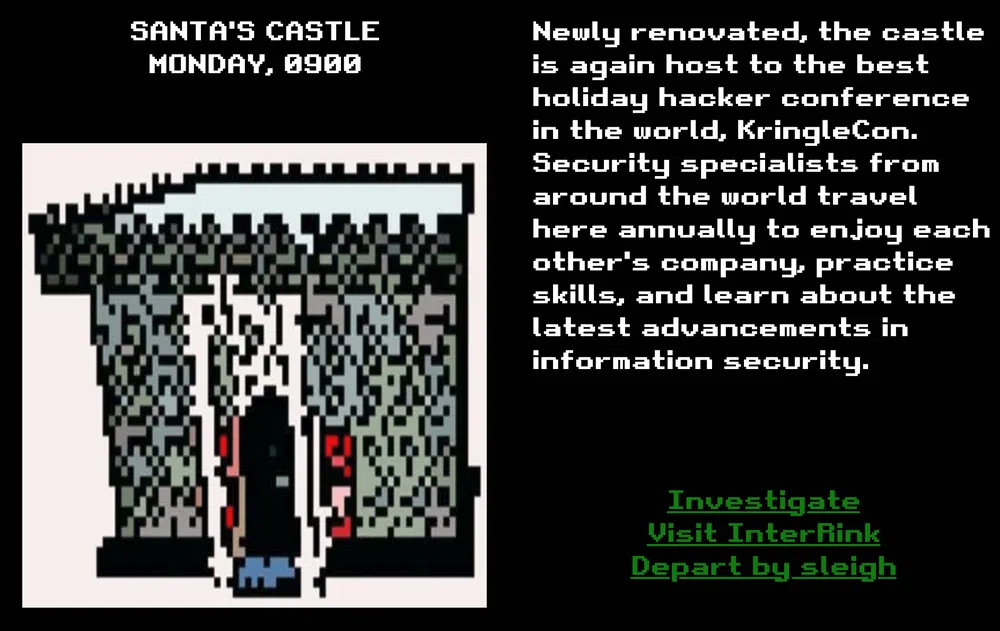 SANTA'S CASTLE
MONDAY, 0900
Newly renovated, the castle
is again host to the best
holiday hacker conference
in the world, KringleCon.
Security specialists from
around the world travel
here annually to enjoy each
other's company, practice
skills, and learn about the
latest advancements in
information security.
Investigate
Visit InterRink
Depart by sleigh